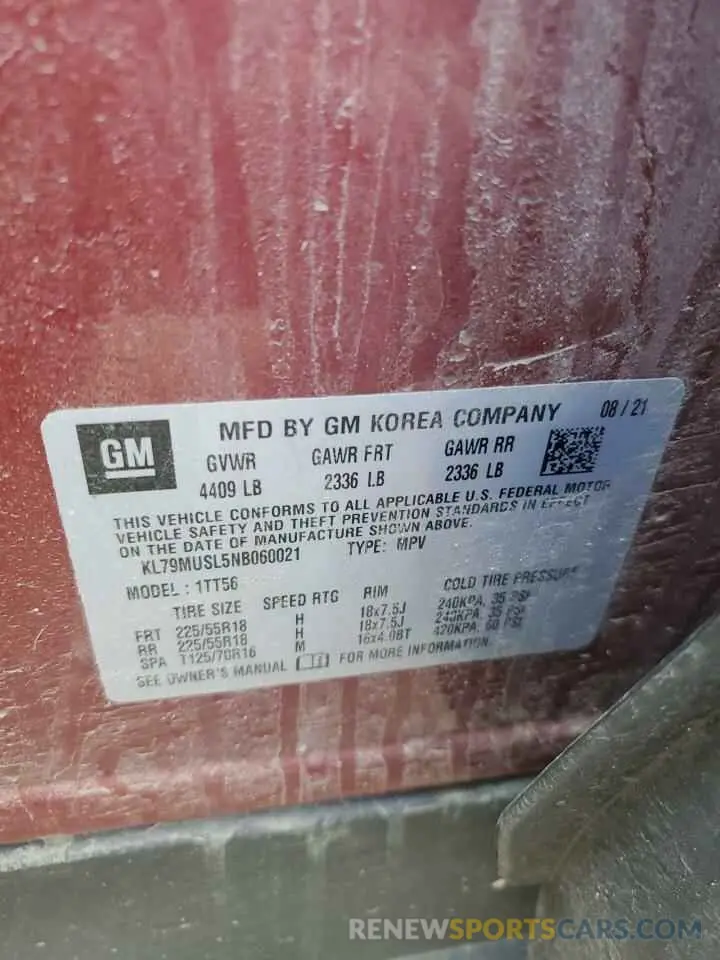 MFD BY GM KOREA COMPANY 08 / 21
GM
GVWR GAWR FRT GAWR RR
4409 LB 2336 LB 2336 LB
THIS VEHICLE CONFORMS TO ALL APPLICABLE U.S. FEDERAL MOTOR
VEHICLE SAFETY AND THEFT PREVENTION STANDARDS IN EFFECT
ON THE DATE OF MANUFACTURE SHOWN ABOVE.
KL79MUSL5NB060021 TYPE: MPV
MODEL : 1TT56
TIRE SIZE SPEED RTG RIM COLD TIRE PRESSURE
FRT 225/55R18 H 18x7.5J 240KPA, 35 PSI
RR 225/55R18 H 18x7.5J 240KPA, 35 PSI
SPA T125/70R16 M 16x4.0BT 420KPA, 60 PSI
SEE OWNER'S MANUAL FOR MORE INFORMATION.
RENEWSPORTSCARS.COM